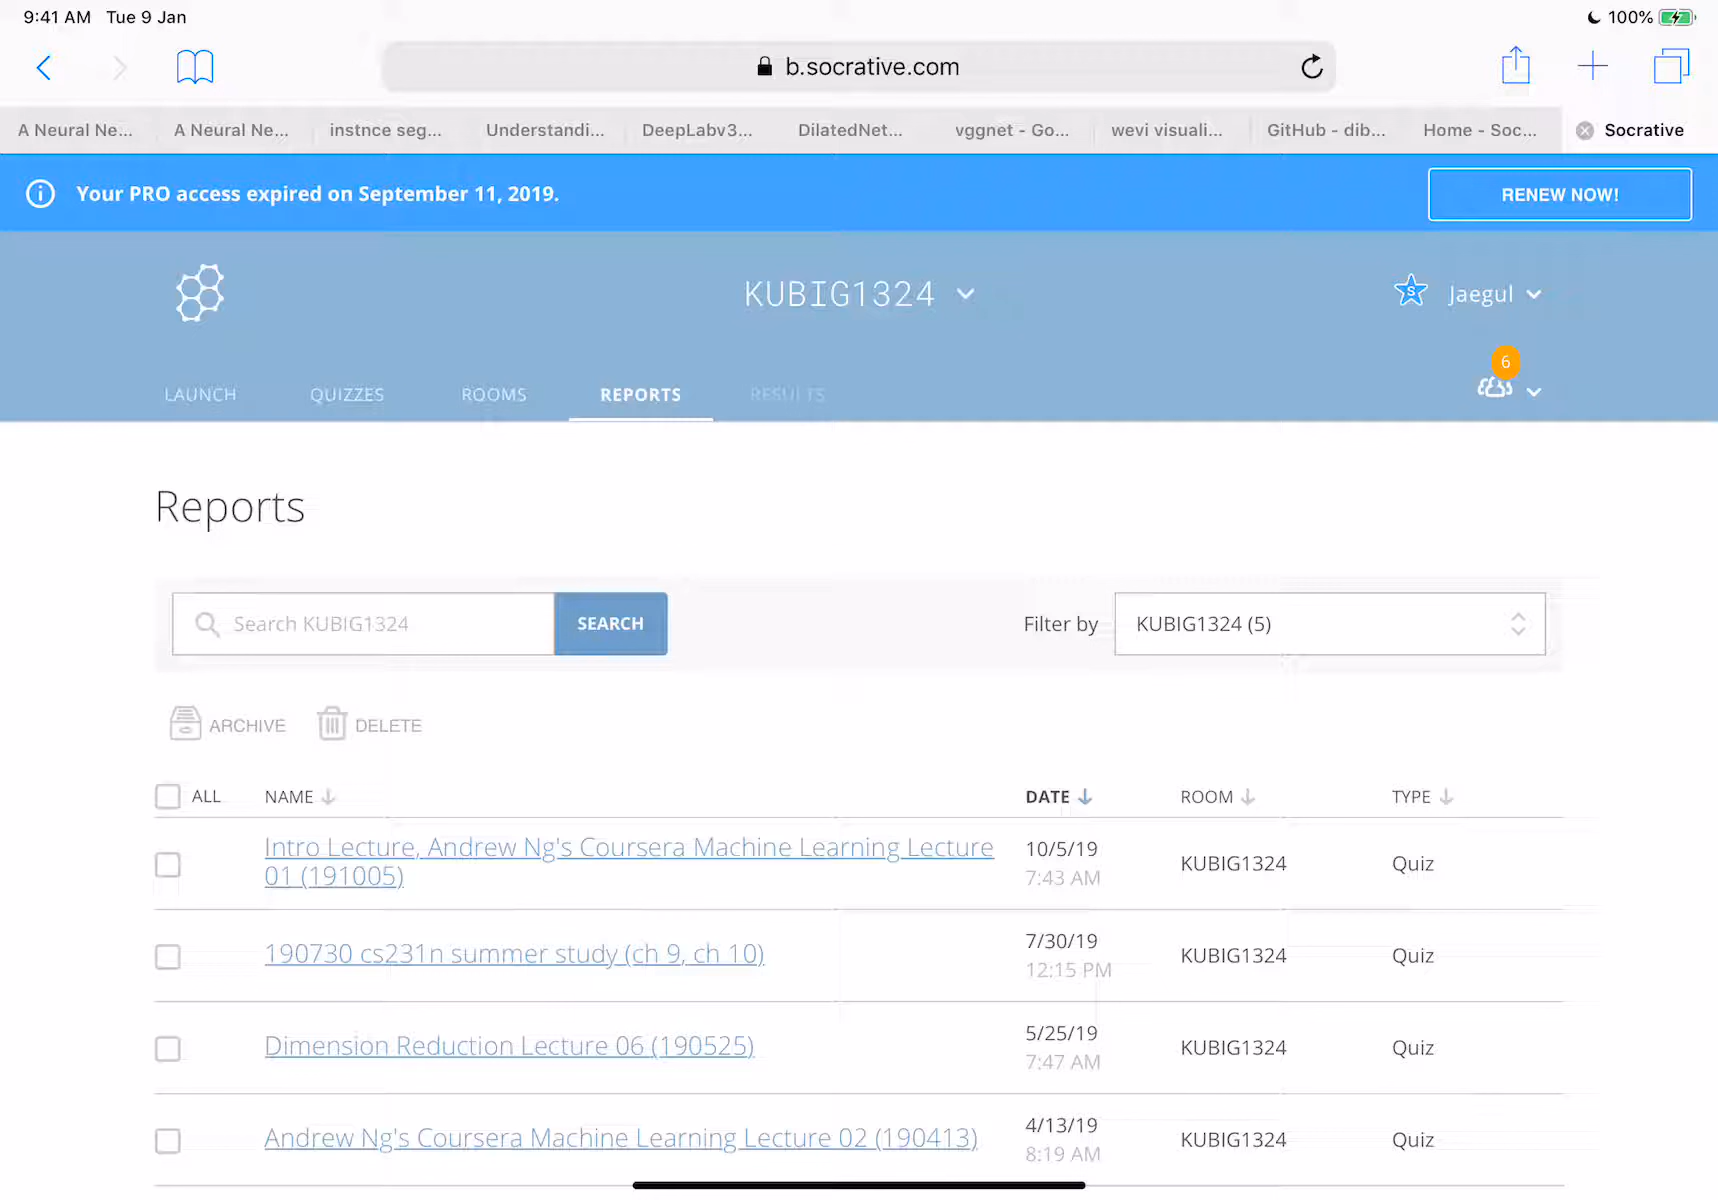 9:41 AM Tue 9 Jan
100%
b.socrative.com
A Neural Ne...
A Neural Ne...
instnce seg...
Understandi...
DeepLabv3...
DilatedNet...
vggnet - Go...
wevi visuali...
GitHub - dib...
Home - Soc...
Socrative
Your PRO access expired on September 11, 2019.
RENEW NOW!
KUBIG1324
S
Jaegul
6
LAUNCH
QUIZZES
ROOMS
REPORTS
RESULTS
Reports
Search KUBIG1324
SEARCH
Filter by
KUBIG1324 (5)
ARCHIVE
DELETE
ALL
NAME
DATE
ROOM
TYPE
Intro Lecture, Andrew Ng's Coursera Machine Learning Lecture
01 (191005)
10/5/19
7:43 AM
KUBIG1324
Quiz
190730 cs231n summer study (ch 9, ch 10)
7/30/19
12:15 PM
KUBIG1324
Quiz
Dimension Reduction Lecture 06 (190525)
5/25/19
7:47 AM
KUBIG1324
Quiz
Andrew Ng's Coursera Machine Learning Lecture 02 (190413)
4/13/19
8:19 AM
KUBIG1324
Quiz